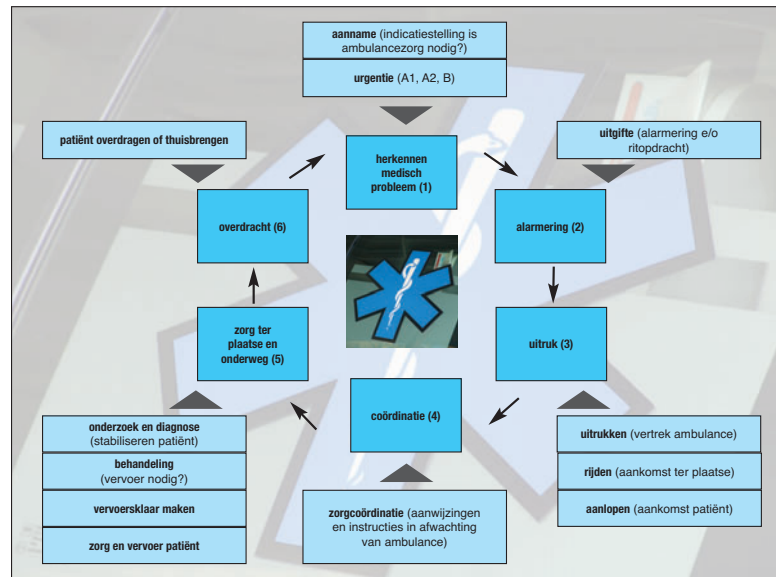 aanname (indicatiestelling is
ambulancezorg nodig?)
urgentie (A1, A2, B)
herkennen
medisch
probleem (1)
uitgifte (alarmering e/o
ritopdracht)
alarmering (2)
uitruk (3)
uitrukken (vertrek ambulance)
rijden (aankomst ter plaatse)
aanlopen (aankomst patiënt)
coördinatie (4)
zorgcoördinatie (aanwijzingen
en instructies in afwachting
van ambulance)
zorg ter
plaatse en
onderweg (5)
onderzoek en diagnose
(stabiliseren patiënt)
behandeling
(vervoer nodig?)
vervoersklaar maken
zorg en vervoer patiënt
overdracht (6)
patiënt overdragen of thuisbrengen